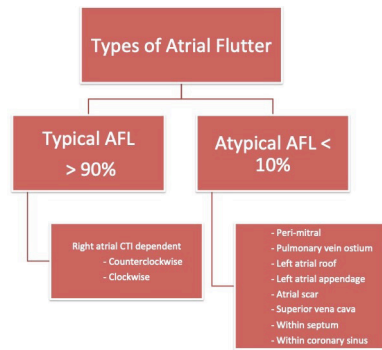 Types of Atrial Flutter
Typical AFL
> 90%
Atypical AFL <
10%
Right atrial CTI dependent
- Counterclockwise
- Clockwise
- Peri-mitral
- Pulmonary vein ostium
- Left atrial roof
- Left atrial appendage
- Atrial scar
- Superior vena cava
- Within septum
- Within coronary sinus